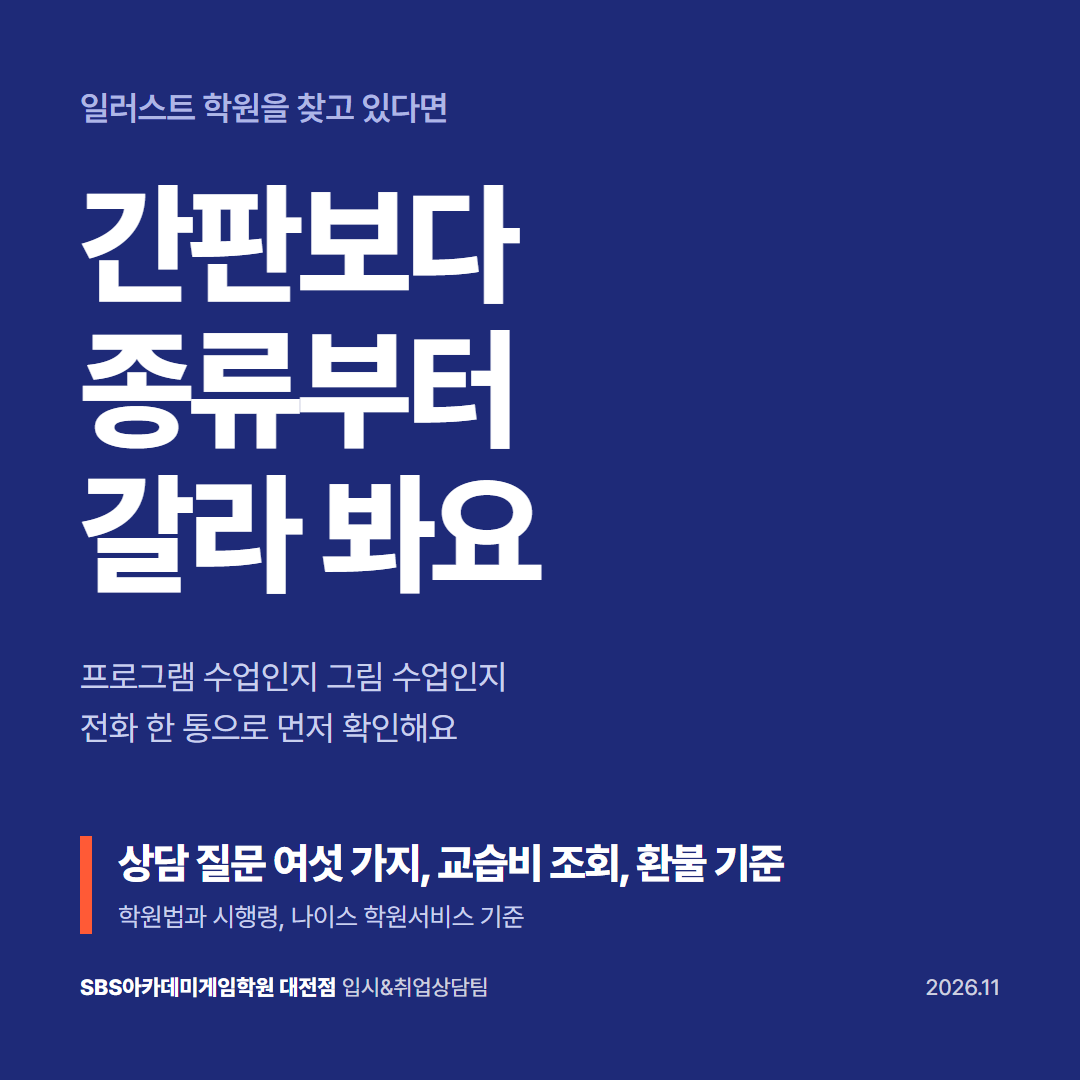 일러스트 학원을 찾고 있다면
간판보다
종류부터
갈라 봐요
프로그램 수업인지 그림 수업인지
전화 한 통으로 먼저 확인해요
상담 질문 여섯 가지, 교습비 조회, 환불 기준
학원법과 시행령, 나이스 학원서비스 기준
SBS아카데미게임학원 대전점 입시&취업상담팀
2026.11